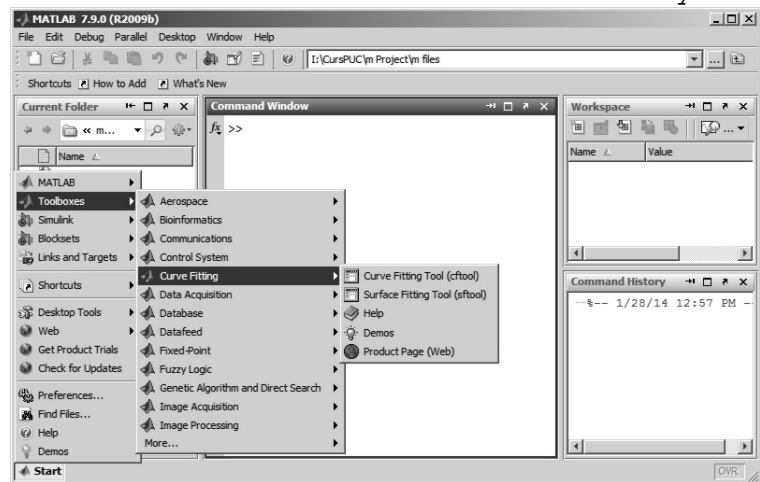 MATLAB 7.9.0 (R2009b)
File Edit Debug Parallel Desktop Window Help
I:\CursPUC\m Project\m files
Shortcuts How to Add What's New
Current Folder
« m...
Name
Command Window
fx >>
Workspace
Name Value
Command History
%-- 1/28/14 12:57 PM -
MATLAB
Toolboxes
Simulink
Blocksets
Links and Targets
Shortcuts
Desktop Tools
Web
Get Product Trials
Check for Updates
Preferences...
Find Files...
Help
Demos
Aerospace
Bioinformatics
Communications
Control System
Curve Fitting
Data Acquisition
Database
Datafeed
Fixed-Point
Fuzzy Logic
Genetic Algorithm and Direct Search
Image Acquisition
Image Processing
More...
Curve Fitting Tool (cftool)
Surface Fitting Tool (sftool)
Help
Demos
Product Page (Web)
Start
OVR